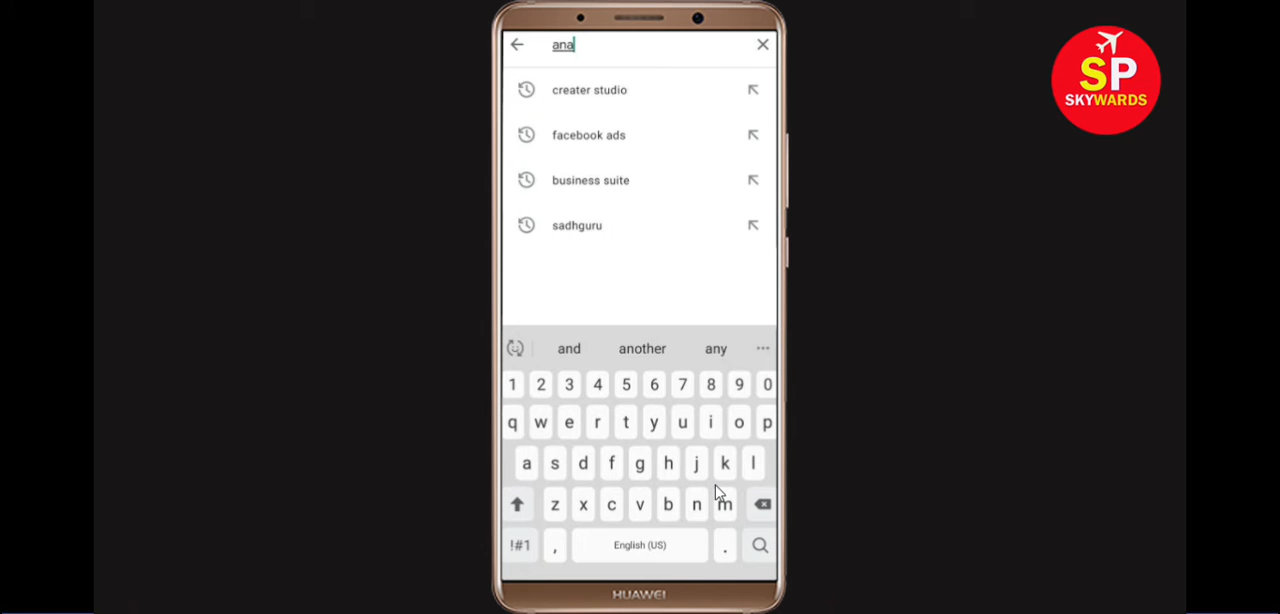 ana
creater studio
facebook ads
business suite
sadhguru
and another any ...
1 2 3 4 5 6 7 8 9 0
q w e r t y u i o p
a s d f g h j k l
z x c v b n m
!#1 , English (US) .
HUAWEI
SP
SKYWARDS